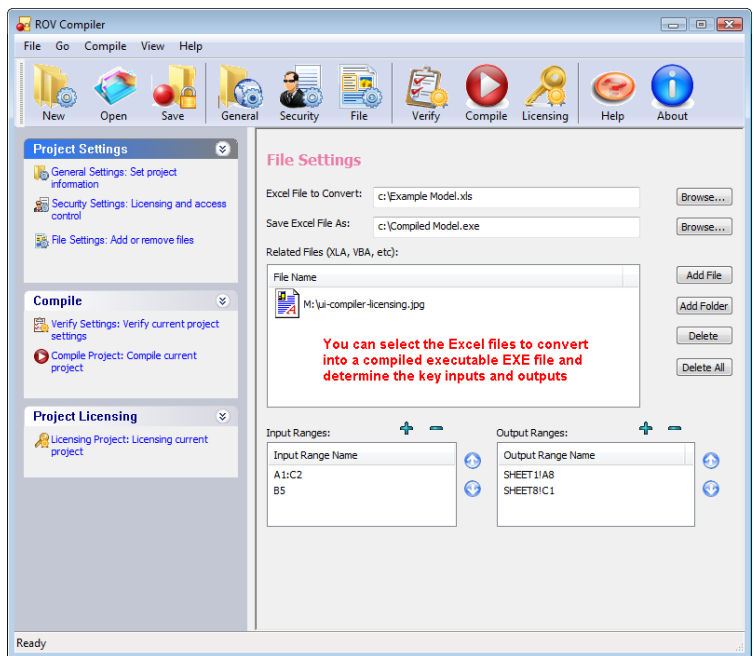 ROV Compiler
File Go Compile View Help
New Open Save General Security File Verify Compile Licensing Help About
Project Settings
General Settings: Set project
information
Security Settings: Licensing and access
control
File Settings: Add or remove files
Compile
Verify Settings: Verify current project
settings
Compile Project: Compile current
project
Project Licensing
Licensing Project: Licensing current
project
File Settings
Excel File to Convert: c:\Example Model.xls Browse...
Save Excel File As: c:\Compiled Model.exe Browse...
Related Files (XLA, VBA, etc):
File Name
M:\ui-compiler-licensing.jpg
You can select the Excel files to convert
into a compiled executable EXE file and
determine the key inputs and outputs
Add File
Add Folder
Delete
Delete All
Input Ranges:
Input Range Name
A1:C2
B5
Output Ranges:
Output Range Name
SHEET1!A8
SHEET8!C1
Ready